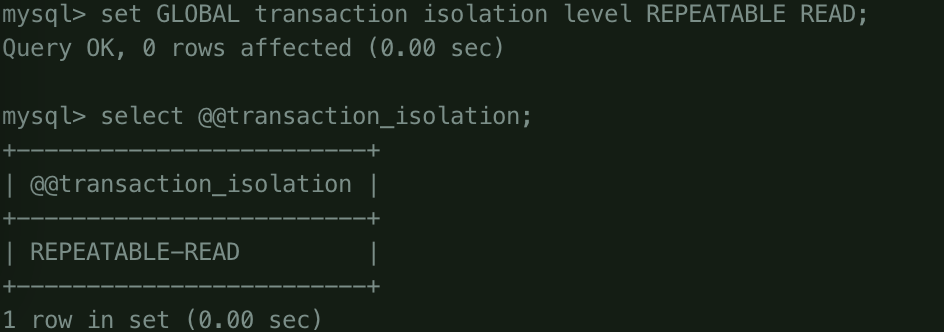 mysql> set GLOBAL transaction isolation level REPEATABLE READ;
Query OK, 0 rows affected (0.00 sec)
mysql> select @@transaction_isolation;
+-------------------------+
| @@transaction_isolation |
+-------------------------+
| REPEATABLE-READ         |
+-------------------------+
1 row in set (0.00 sec)